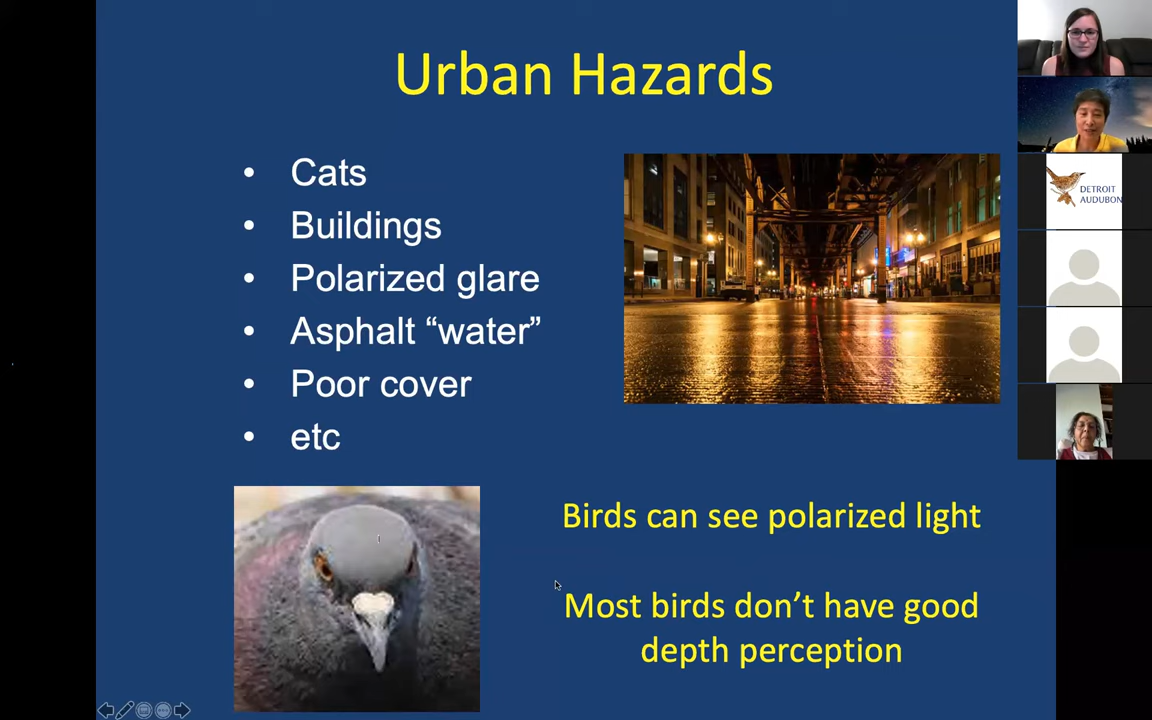 Urban Hazards
• Cats
• Buildings
• Polarized glare
• Asphalt “water”
• Poor cover
• etc
Birds can see polarized light
Most birds don’t have good
depth perception
DETROIT
AUDUBON